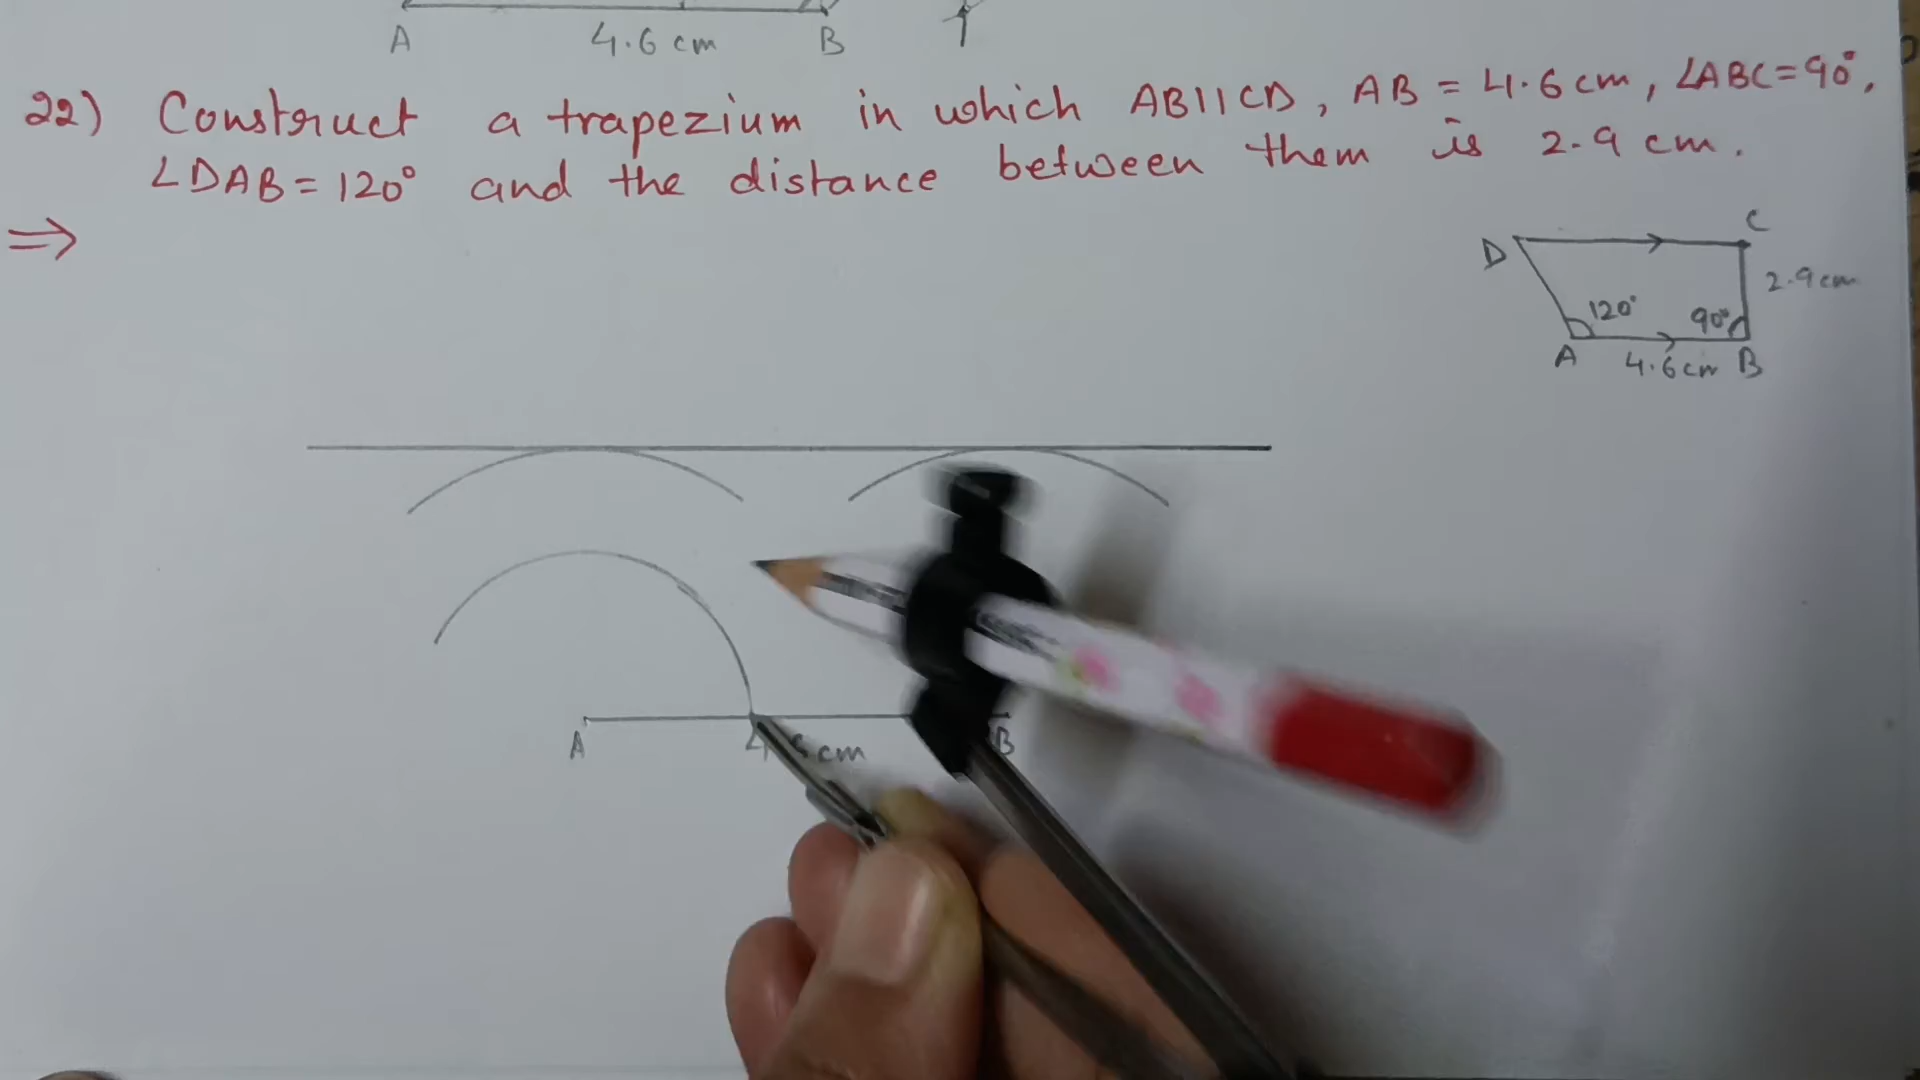 A 4.6 cm B
22) Construct a trapezium in which AB||CD, AB = 4.6 cm, ∠ABC=90°,
∠DAB=120° and the distance between them is 2.9 cm.
⇒
D C
2.9 cm
120° 90°
A 4.6 cm B
A cm B